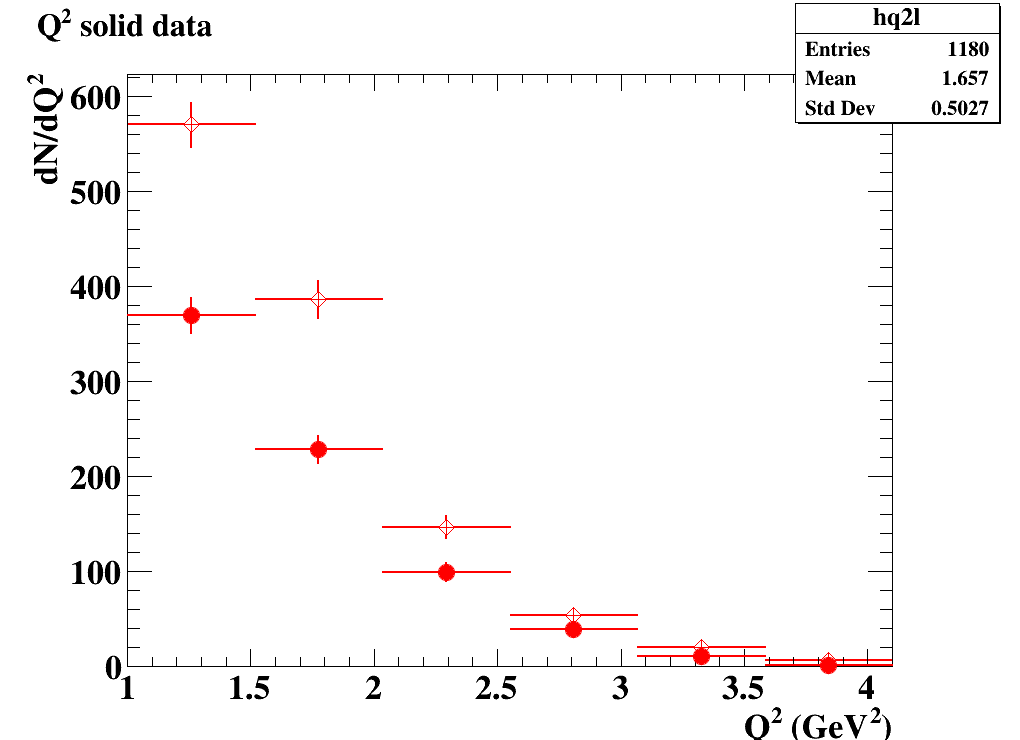 Q² solid data
hq2l
Entries 1180
Mean 1.657
Std Dev 0.5027
dN/dQ²
600
500
400
300
200
100
0
1 1.5 2 2.5 3 3.5 4
Q² (GeV²)